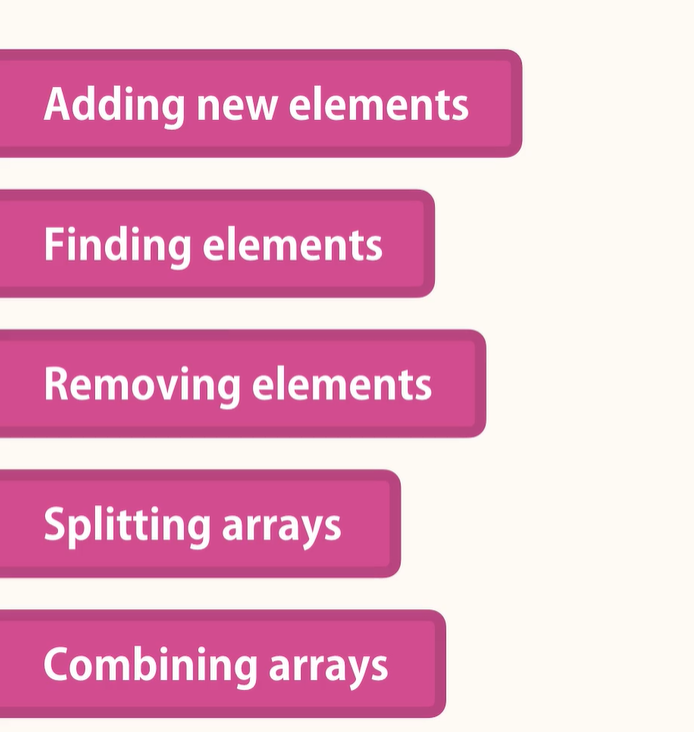 Adding new elements
Finding elements
Removing elements
Splitting arrays
Combining arrays